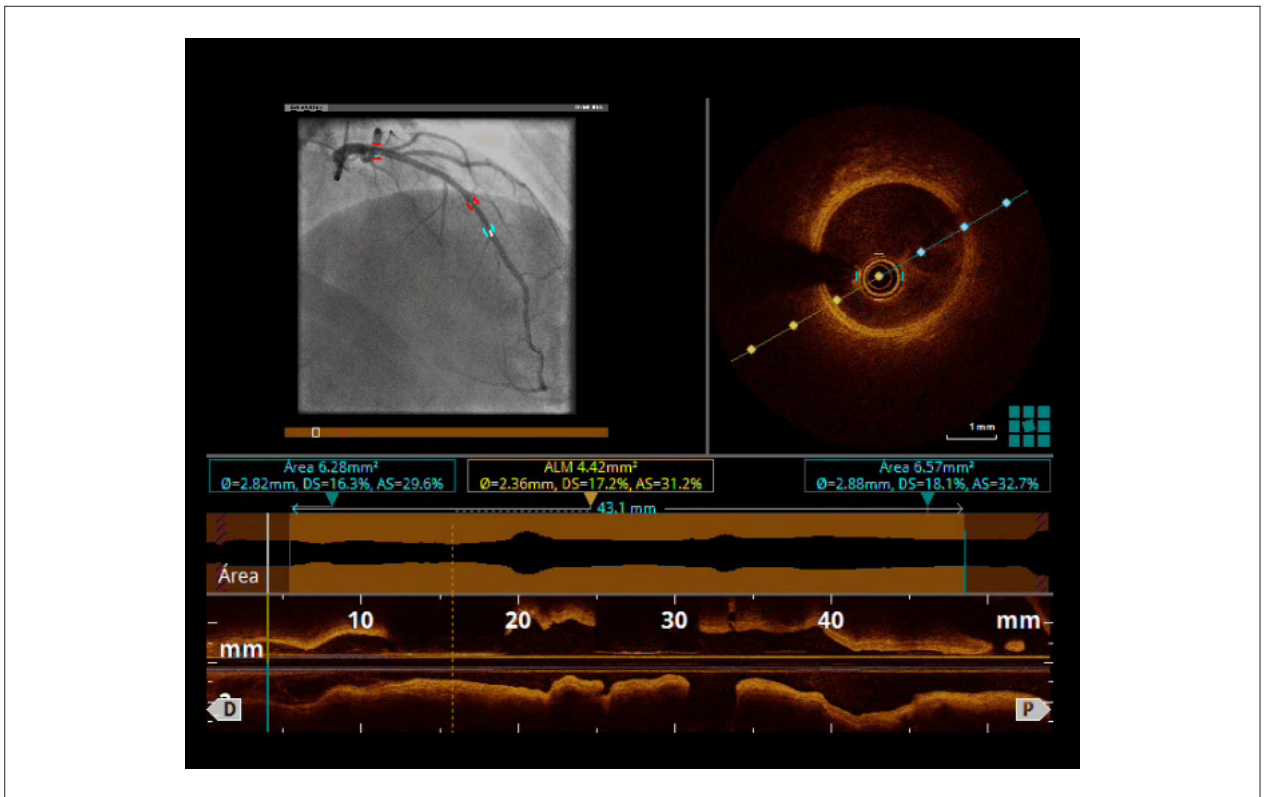 1 mm
Área 6.28mm²
Ø=2.82mm, DS=16.3%, AS=29.6%
ALM 4.42mm²
Ø=2.36mm, DS=17.2%, AS=31.2%
Área 6.57mm²
Ø=2.88mm, DS=18.1%, AS=32.7%
43.1 mm
Área
10 20 30 40 mm
mm
D P